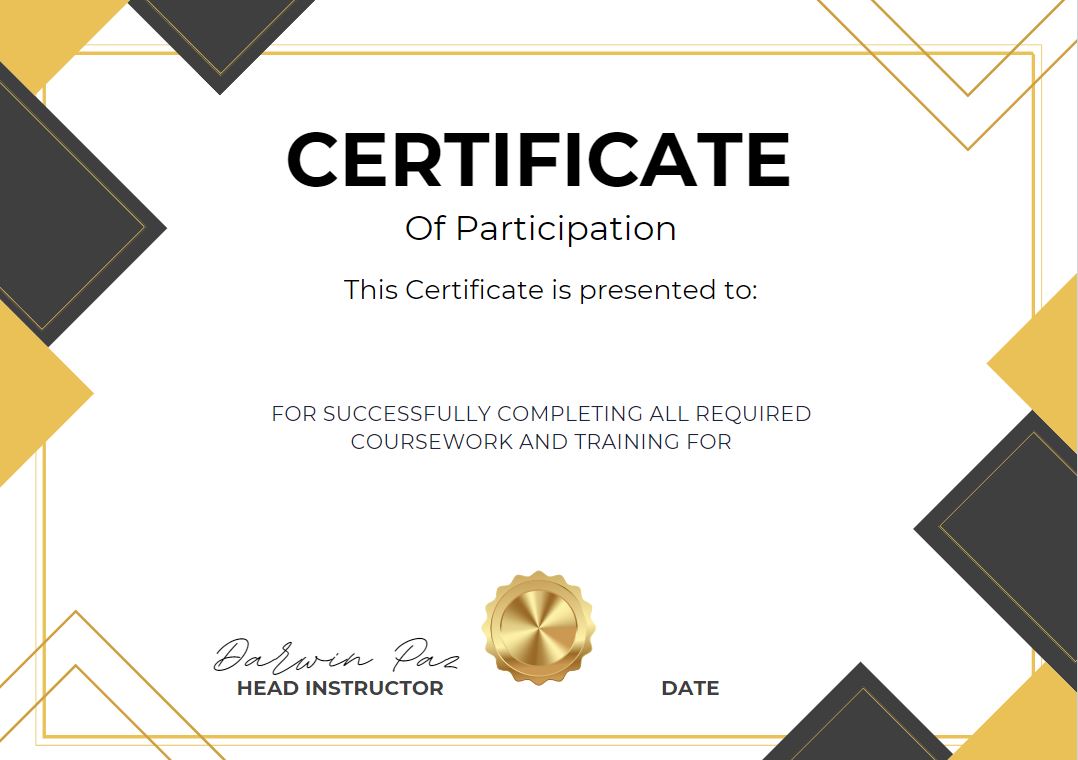 CERTIFICATE
Of Participation
This Certificate is presented to:
FOR SUCCESSFULLY COMPLETING ALL REQUIRED
COURSEWORK AND TRAINING FOR
Darwin Paz
HEAD INSTRUCTOR
DATE